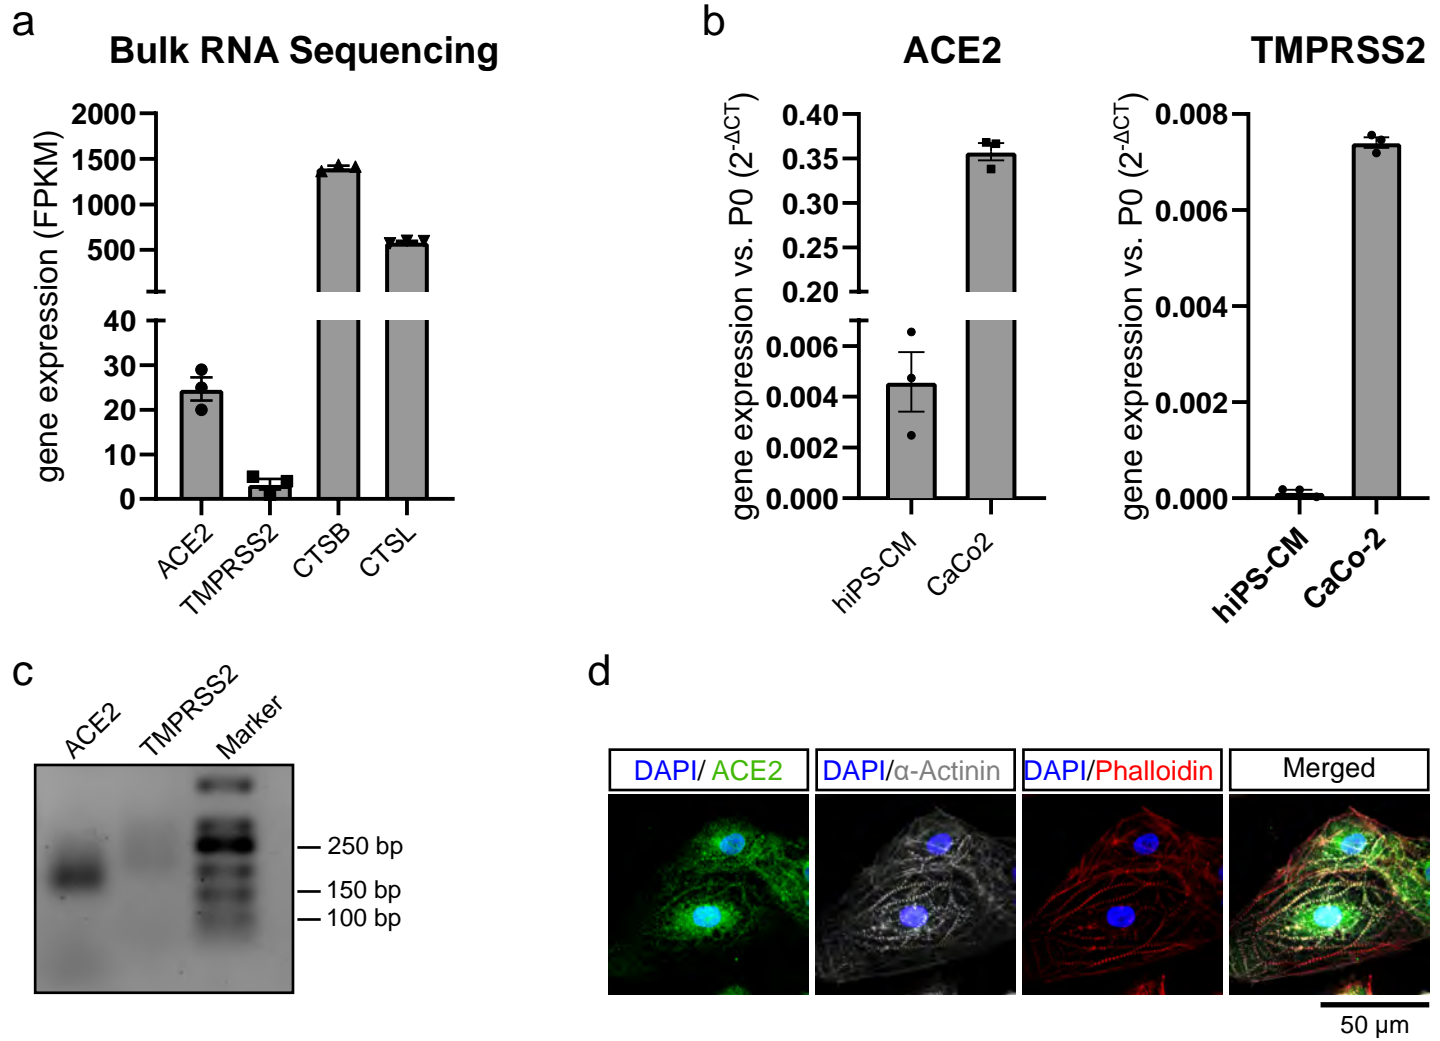 a
Bulk RNA Sequencing
gene expression (FPKM)
2000
1500
1000
500
40
30
20
10
0
ACE2
TMPRSS2
CTSB
CTSL
b
ACE2
gene expression vs. P0 (2^-ΔCT)
0.40
0.35
0.30
0.25
0.20
0.006
0.004
0.002
0.000
hiPS-CM
CaCo2
TMPRSS2
gene expression vs. P0 (2^-ΔCT)
0.008
0.006
0.004
0.002
0.000
hiPS-CM
CaCo-2
c
ACE2
TMPRSS2
Marker
250 bp
150 bp
100 bp
d
DAPI/ ACE2
DAPI/α-Actinin
DAPI/Phalloidin
Merged
50 µm